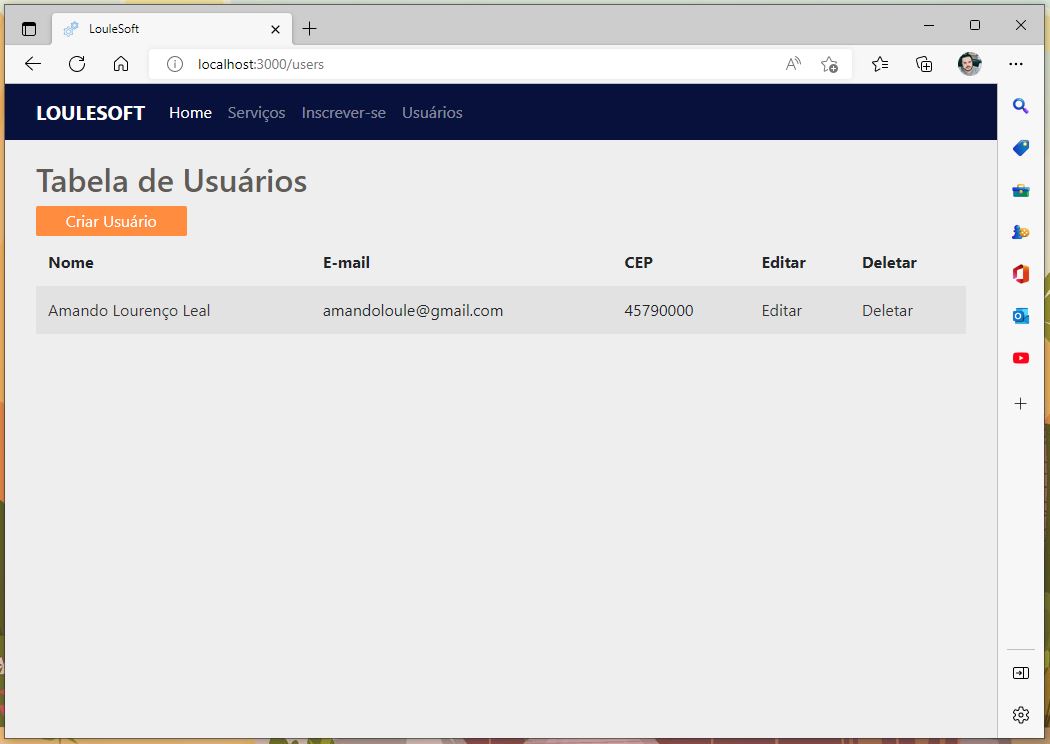 LouleSoft
localhost:3000/users
LOULESOFT Home Serviços Inscrever-se Usuários
Tabela de Usuários
Criar Usuário
Nome E-mail CEP Editar Deletar
Amando Lourenço Leal amandoloule@gmail.com 45790000 Editar Deletar